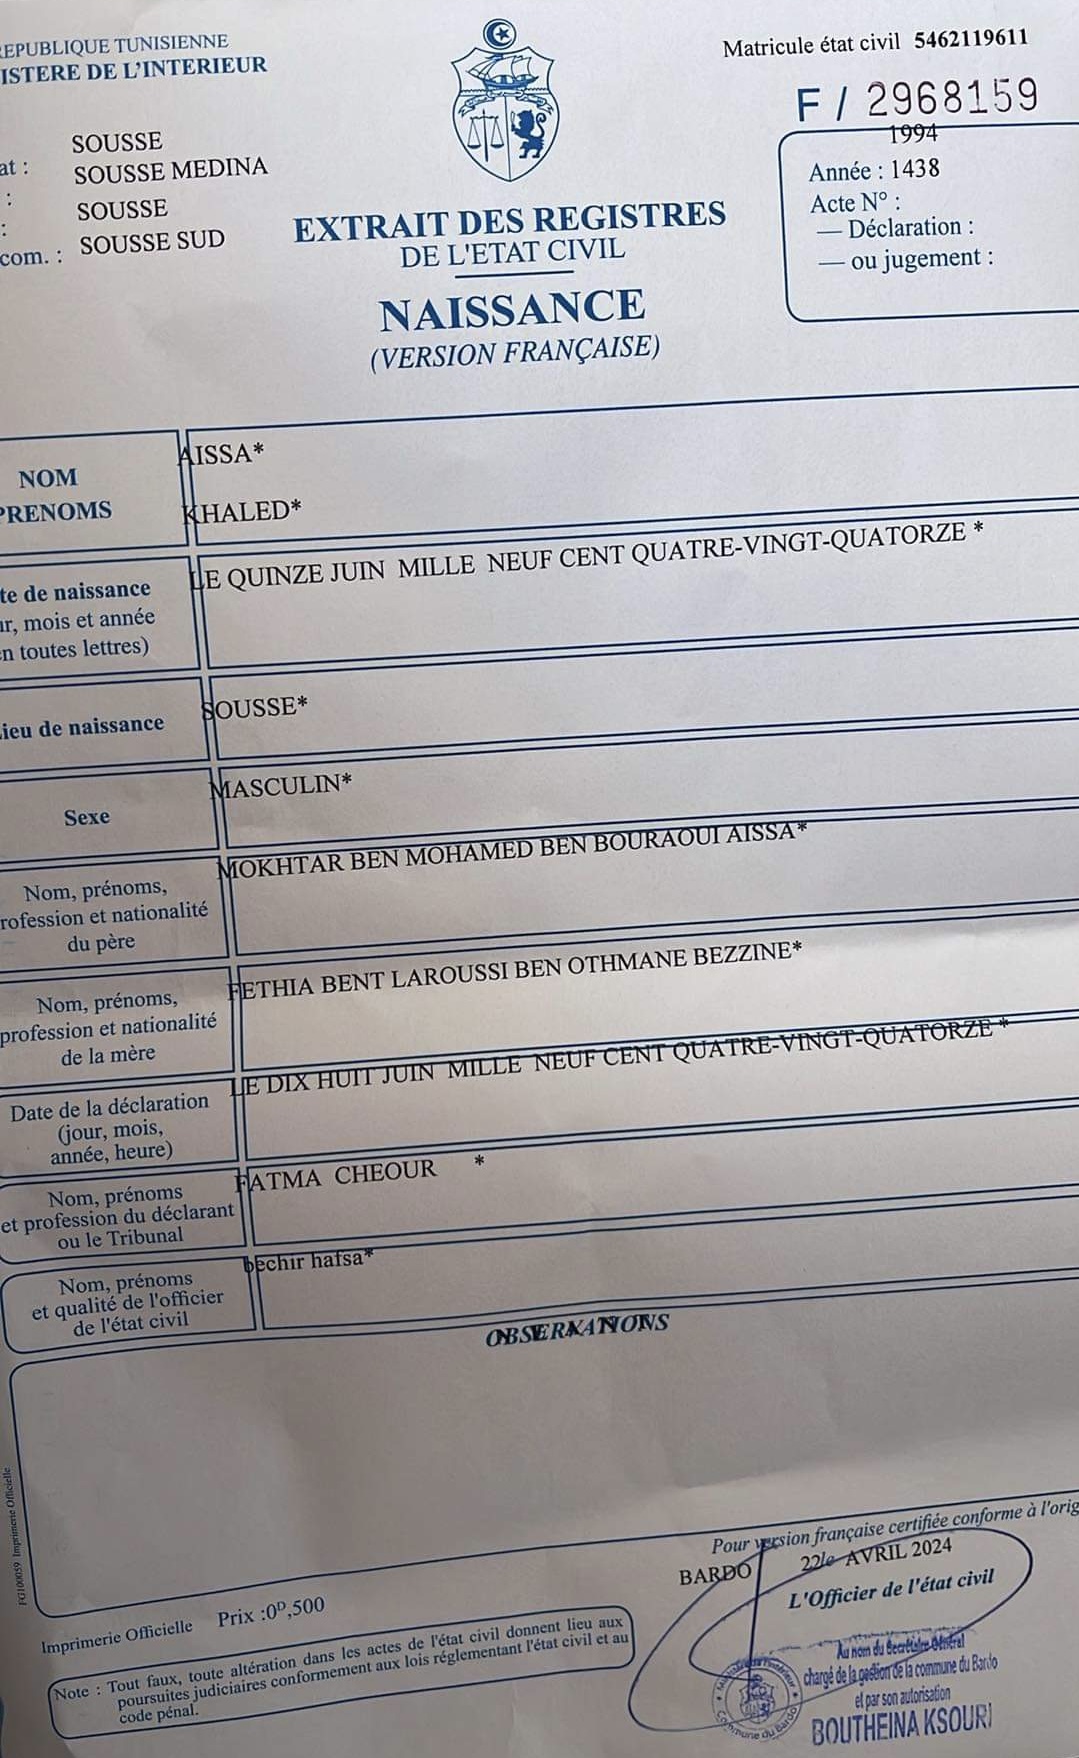 REPUBLIQUE TUNISIENNE
ISTERE DE L'INTERIEUR
Matricule état civil 5462119611
F / 2968159
at : SOUSSE
: SOUSSE MEDINA
: SOUSSE
com. : SOUSSE SUD
1994
Année : 1438
Acte N° :
— Déclaration :
— ou jugement :
EXTRAIT DES REGISTRES
DE L'ETAT CIVIL
NAISSANCE
(VERSION FRANÇAISE)
NOM
PRENOMS
AISSA*
KHALED*
te de naissance
ur, mois et année
n toutes lettres)
LE QUINZE JUIN MILLE NEUF CENT QUATRE-VINGT-QUATORZE *
Lieu de naissance
SOUSSE*
Sexe
MASCULIN*
Nom, prénoms,
rofession et nationalité
du père
MOKHTAR BEN MOHAMED BEN BOURAOUI AISSA*
Nom, prénoms,
profession et nationalité
de la mère
FETHIA BENT LAROUSSI BEN OTHMANE BEZZINE*
Date de la déclaration
(jour, mois,
année, heure)
LE DIX HUIT JUIN MILLE NEUF CENT QUATRE-VINGT-QUATORZE *
Nom, prénoms
et profession du déclarant
ou le Tribunal
FATMA CHEOUR *
Nom, prénoms
et qualité de l'officier
de l'état civil
bechir hafsa*
OBSERVATIONS
FG100059 Imprimerie Officielle
Pour version française certifiée conforme à l'orig
BARDO 22le AVRIL 2024
L'Officier de l'état civil
Imprimerie Officielle Prix :0D,500
Note : Tout faux, toute altération dans les actes de l'état civil donnent lieu aux
poursuites judiciaires conformement aux lois réglementant l'état civil et au
code pénal.
Au nom du Secrétaire Général
chargé de la gestion de la commune du Bardo
et par son autorisation
BOUTHEINA KSOURI
Commune du Bardo